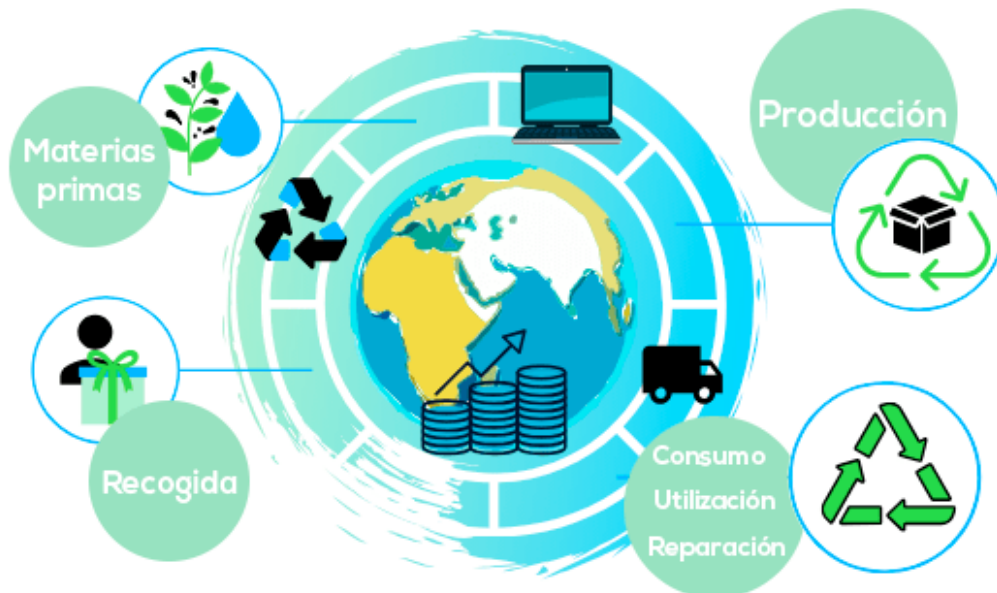 Materias
primas
Producción
Recogida
Consumo
Utilización
Reparación